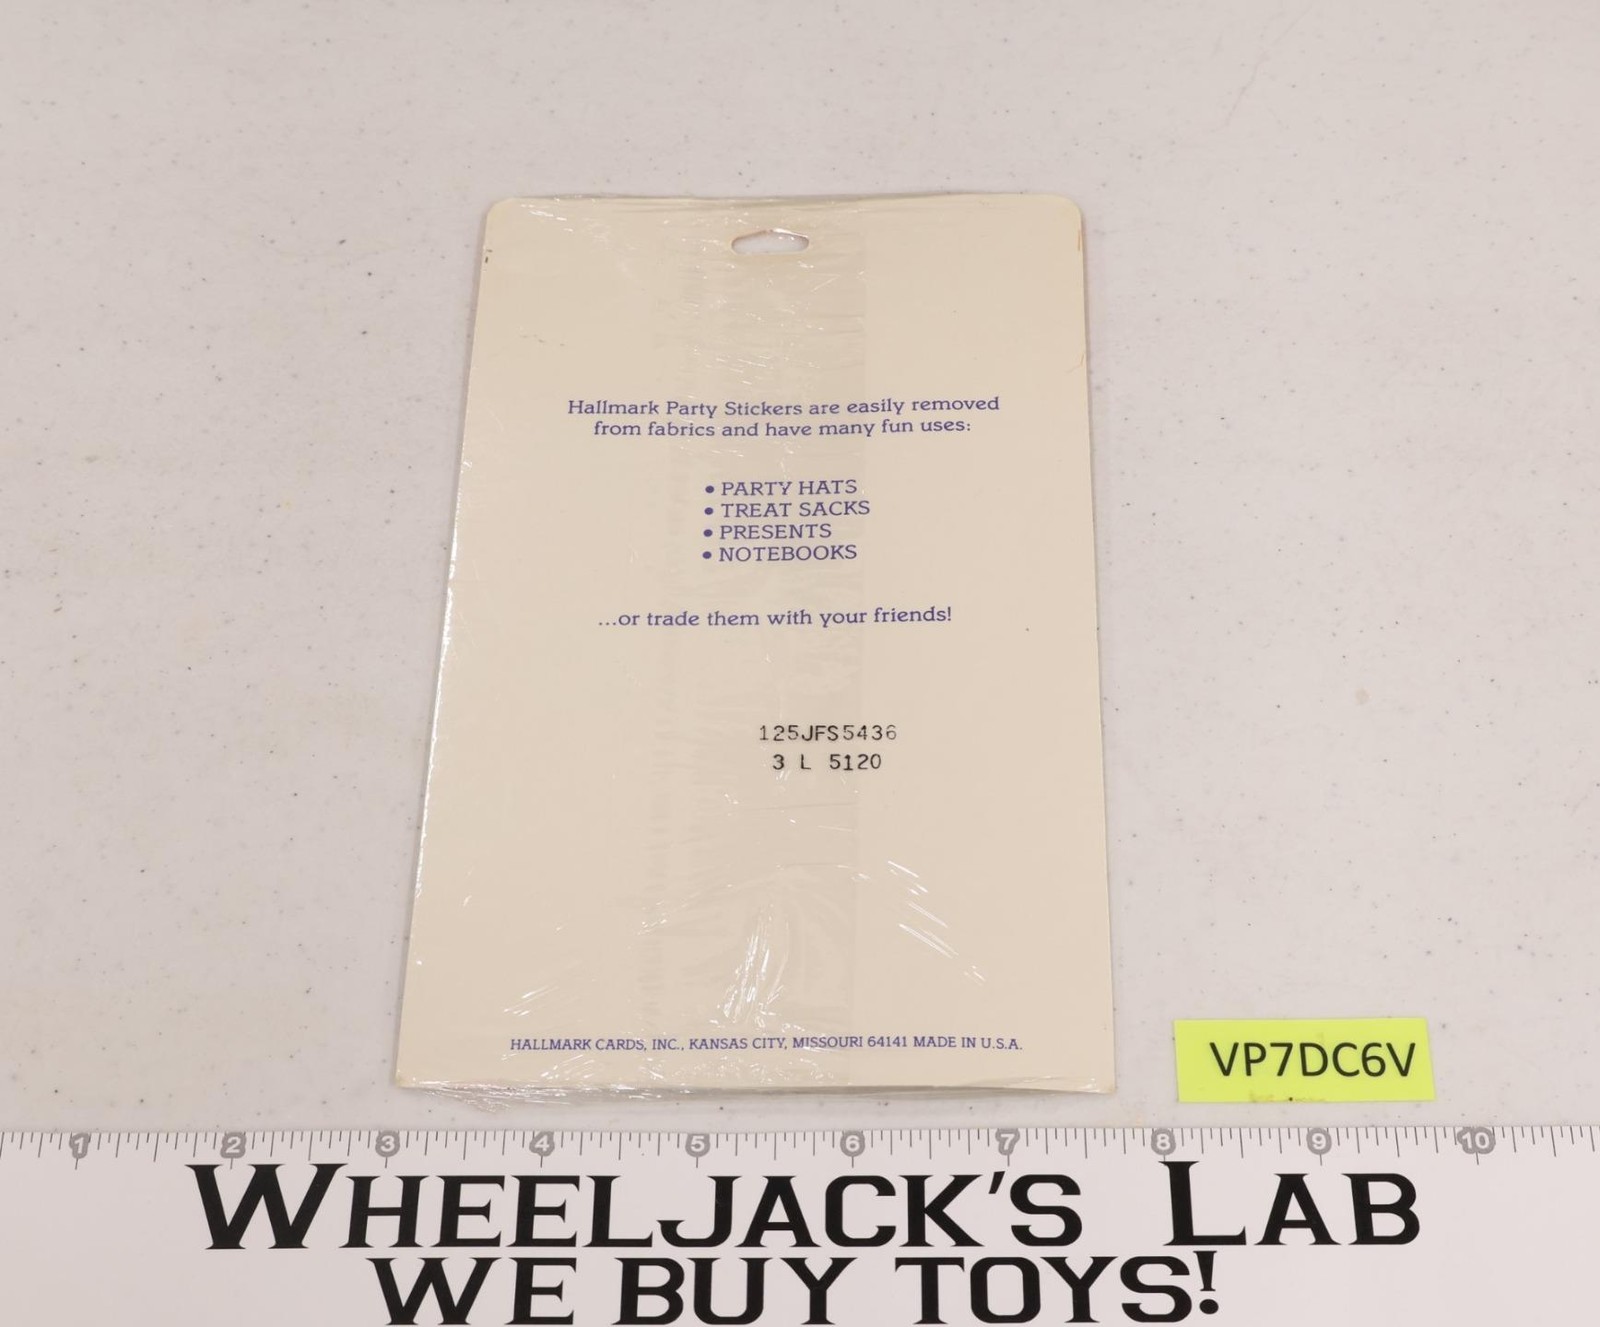 Hallmark Party Stickers are easily removed
from fabrics and have many fun uses:
• PARTY HATS
• TREAT SACKS
• PRESENTS
• NOTEBOOKS
...or trade them with your friends!
125JFS5436
3 L 5120
HALLMARK CARDS, INC., KANSAS CITY, MISSOURI 64141 MADE IN U.S.A.
VP7DC6V
1 2 3 4 5 6 7 8 9 10
WHEELJACK'S LAB
WE BUY TOYS!